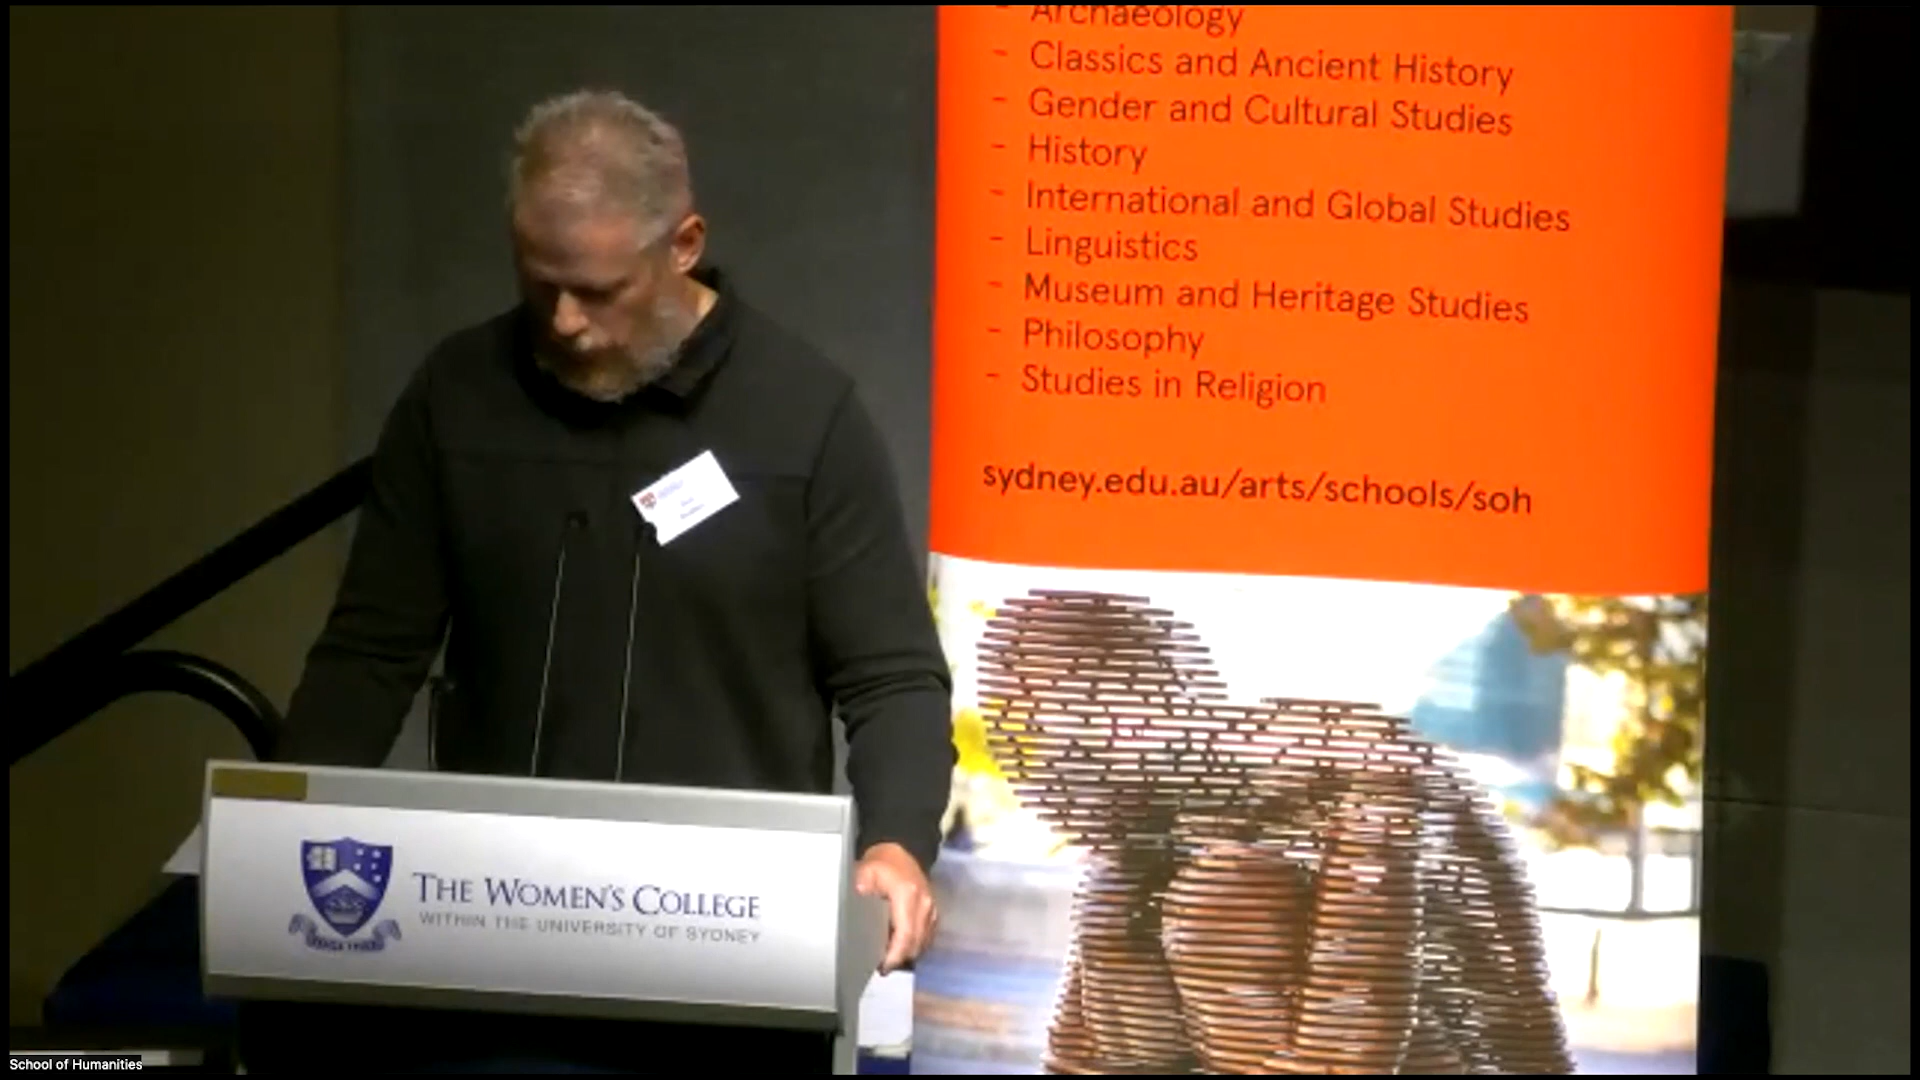 - Archaeology
- Classics and Ancient History
- Gender and Cultural Studies
- History
- International and Global Studies
- Linguistics
- Museum and Heritage Studies
- Philosophy
- Studies in Religion
sydney.edu.au/arts/schools/soh
THE WOMEN'S COLLEGE
WITHIN THE UNIVERSITY OF SYDNEY
School of Humanities